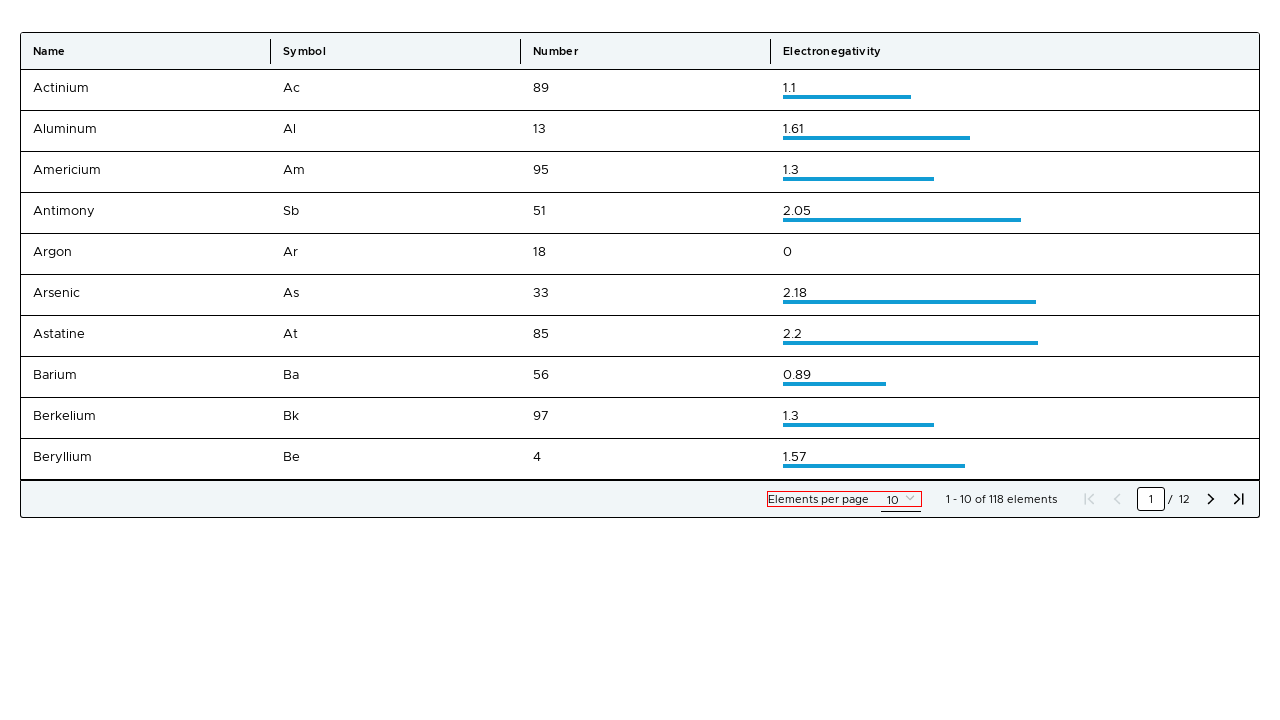 Name Symbol Number Electronegativity
Actinium Ac 89 1.1
Aluminum Al 13 1.61
Americium Am 95 1.3
Antimony Sb 51 2.05
Argon Ar 18 0
Arsenic As 33 2.18
Astatine At 85 2.2
Barium Ba 56 0.89
Berkelium Bk 97 1.3
Beryllium Be 4 1.57
Elements per page 10 1 - 10 of 118 elements 1 / 12